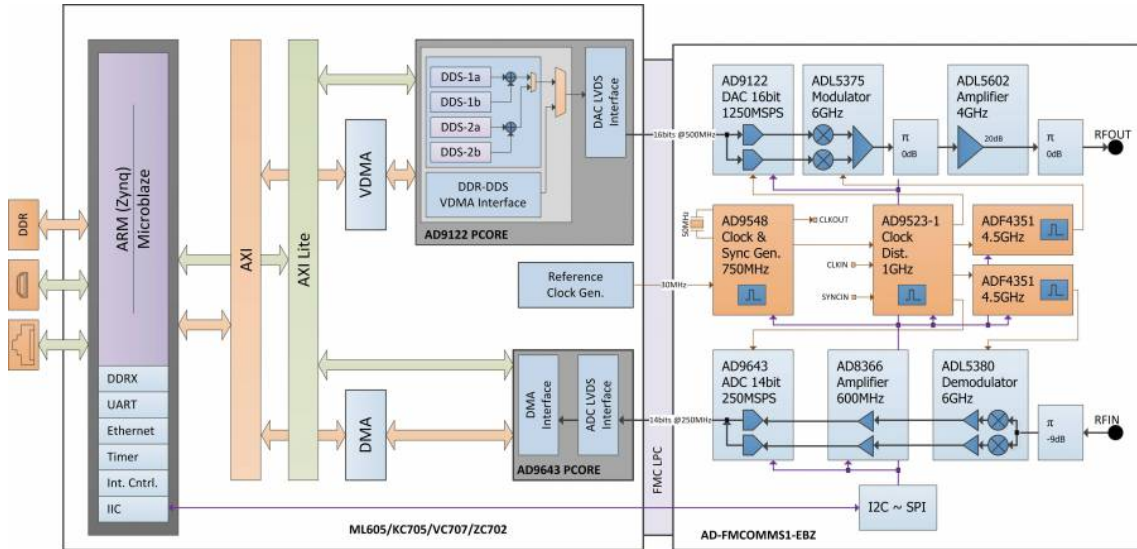 DDR
ARM (Zynq)
Microblaze
DDRX
UART
Ethernet
Timer
Int. Cntrl.
IIC
AXI
AXI Lite
VDMA
DMA
DDS-1a
DDS-1b
DDS-2a
DDS-2b
DDR-DDS
VDMA Interface
DAC LVDS
Interface
AD9122 PCORE
Reference
Clock Gen.
DMA
Interface
ADC LVDS
Interface
AD9643 PCORE
ML605/KC705/VC707/ZC702
FMC LPC
16bits @500MHz
30MHz
14bits @250MHz
AD9122
DAC 16bit
1250MSPS
ADL5375
Modulator
6GHz
π
0dB
ADL5602
Amplifier
4GHz
20dB
π
0dB
RFOUT
50MHz
AD9548
Clock &
Sync Gen.
750MHz
CLKOUT
CLKIN
SYNCIN
AD9523-1
Clock
Dist.
1GHz
ADF4351
4.5GHz
ADF4351
4.5GHz
AD9643
ADC 14bit
250MSPS
AD8366
Amplifier
600MHz
ADL5380
Demodulator
6GHz
π
-9dB
RFIN
I2C ~ SPI
AD-FMCOMMS1-EBZ